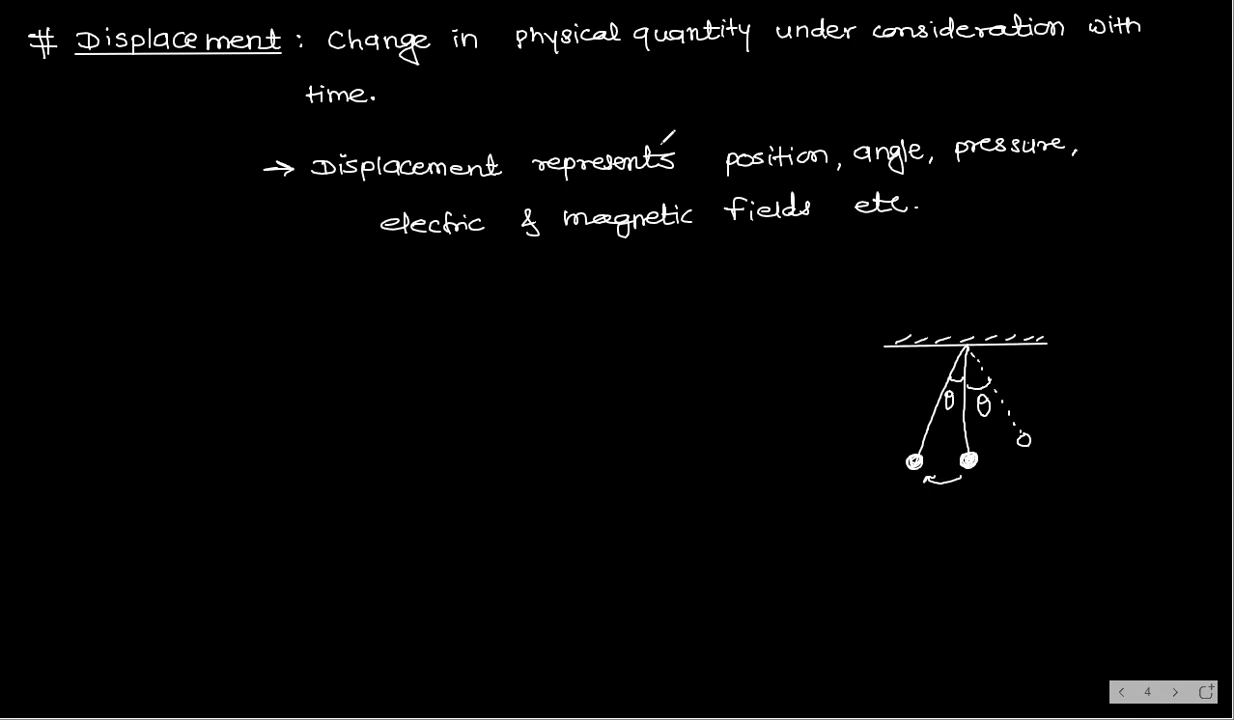 # Displacement : Change in physical quantity under consideration with
time.
→ Displacement represents position, angle, pressure,
electric & magnetic fields etc.
θ θ
< 4 >